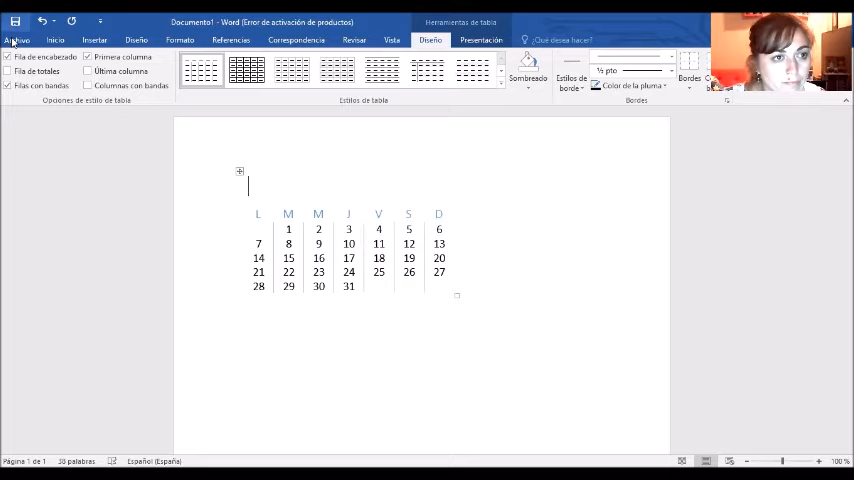 Documento1 - Word (Error de activación de productos)
Herramientas de tabla
Archivo Inicio Insertar Diseño Formato Referencias Correspondencia Revisar Vista Diseño Presentación ¿Qué desea hacer?
Fila de encabezado Primera columna
Fila de totales Última columna
Filas con bandas Columnas con bandas
Opciones de estilo de tabla
Estilos de tabla
Sombreado
Estilos de borde
½ pto
Color de la pluma
Bordes
Bordes
L M M J V S D
1 2 3 4 5 6
7 8 9 10 11 12 13
14 15 16 17 18 19 20
21 22 23 24 25 26 27
28 29 30 31
Página 1 de 1 38 palabras Español (España) 100 %